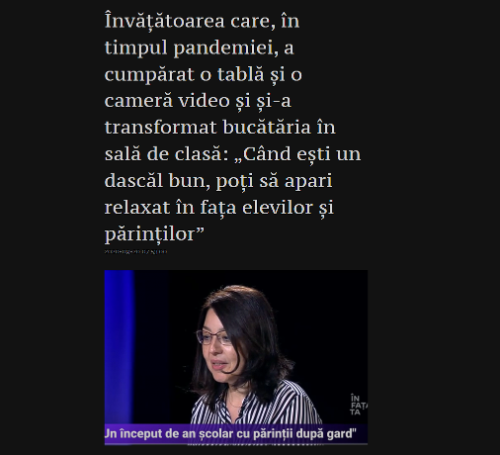 Învățătoarea care, în
timpul pandemiei, a
cumpărat o tablă și o
cameră video și și-a
transformat bucătăria în
sală de clasă: „Când ești un
dascăl bun, poți să apari
relaxat în fața elevilor și
părinților”
ÎN
FAȚA
TA
Un început de an școlar cu părinții după gard"